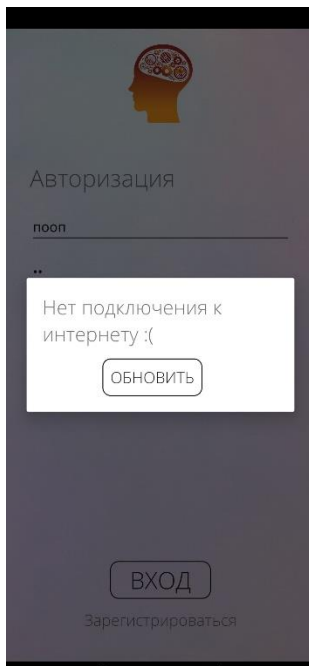 Авторизация
пооп
..
Нет подключения к
интернету :(
ОБНОВИТЬ
ВХОД
Зарегистрироваться